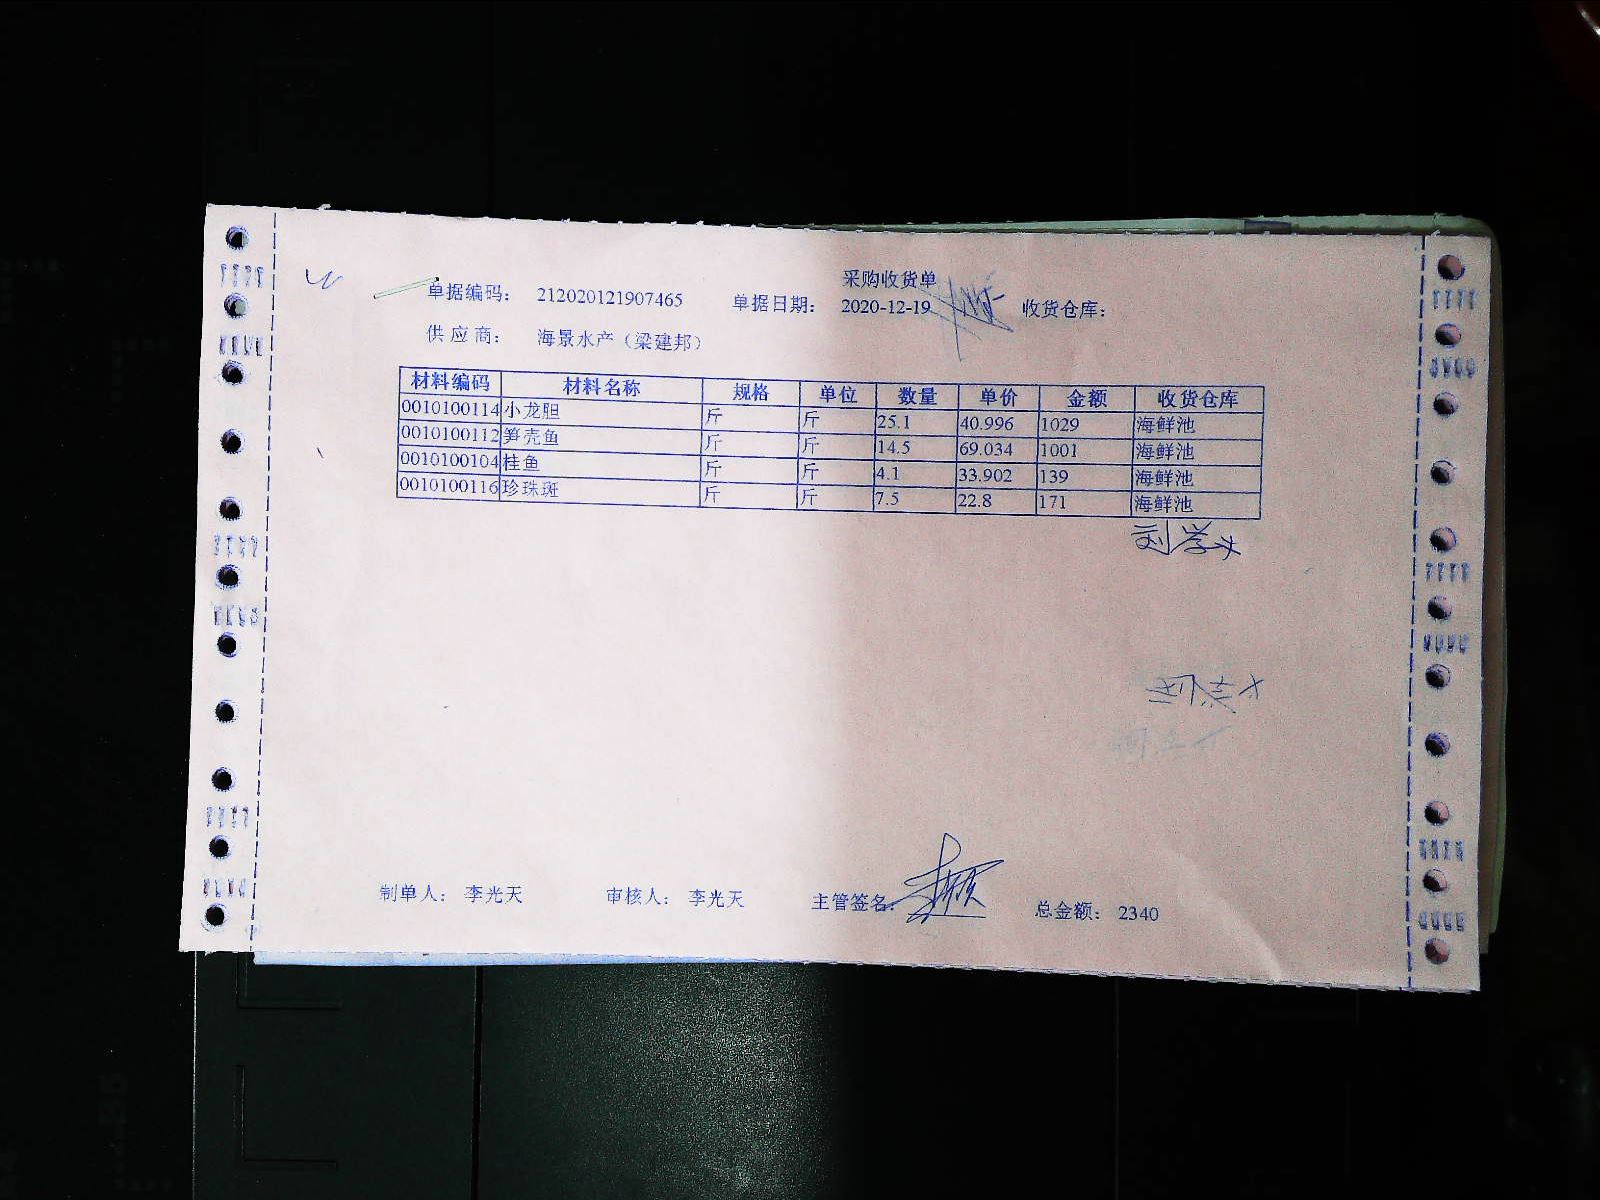 采购收货单
单据编码： 212020121907465 单据日期： 2020-12-19 收货仓库：
供 应 商： 海景水产（梁建邦）
材料编码 材料名称 规格 单位 数量 单价 金额 收货仓库
0010100114 小龙胆 斤 斤 25.1 40.996 1029 海鲜池
0010100112 笋壳鱼 斤 斤 14.5 69.034 1001 海鲜池
0010100104 桂鱼 斤 斤 4.1 33.902 139 海鲜池
0010100116 珍珠斑 斤 斤 7.5 22.8 171 海鲜池
制单人： 李光天 审核人： 李光天 主管签名： 总金额： 2340